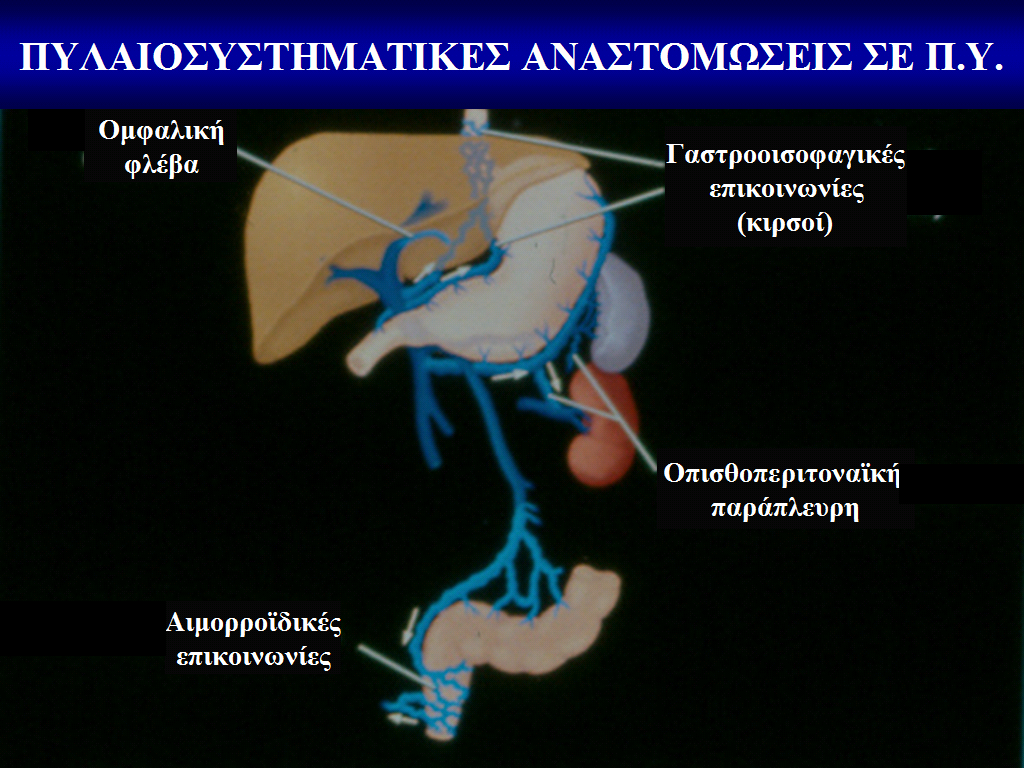 ΠΥΛΑΙΟΣΥΣΤΗΜΑΤΙΚΕΣ ΑΝΑΣΤΟΜΩΣΕΙΣ ΣΕ Π.Υ.
Ομφαλική
φλέβα
Γαστροοισοφαγικές
επικοινωνίες
(κιρσοί)
Οπισθοπεριτοναϊκή
παράπλευρη
Αιμορροϊδικές
επικοινωνίες